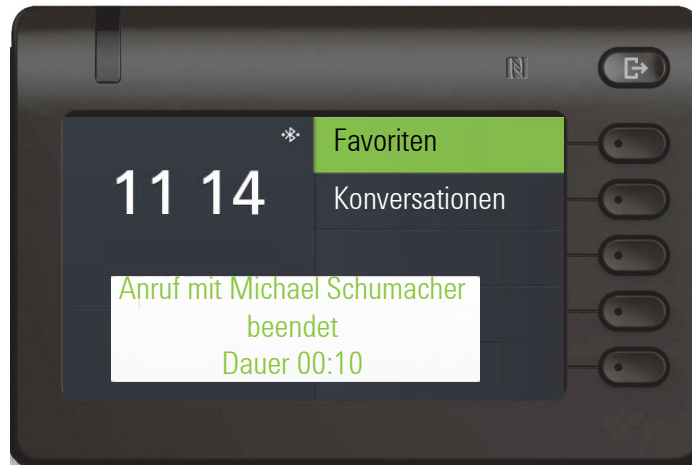 11 14
Favoriten
Konversationen
Anruf mit Michael Schumacher
beendet
Dauer 00:10